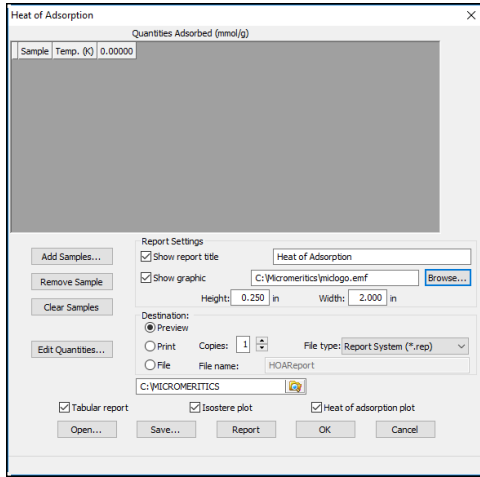 Heat of Adsorption
Quantities Adsorbed (mmol/g)
Sample Temp. (K) 0.00000
Report Settings
Add Samples... Show report title Heat of Adsorption
Remove Sample Show graphic C:\Micromeritics\miclogo.emf Browse...
Height: 0.250 in Width: 2.000 in
Clear Samples
Destination:
Preview
Edit Quantities... Print Copies: 1 File type: Report System (*.rep)
File File name: HOAReport
C:\MICROMERITICS
Tabular report Isostere plot Heat of adsorption plot
Open... Save... Report OK Cancel